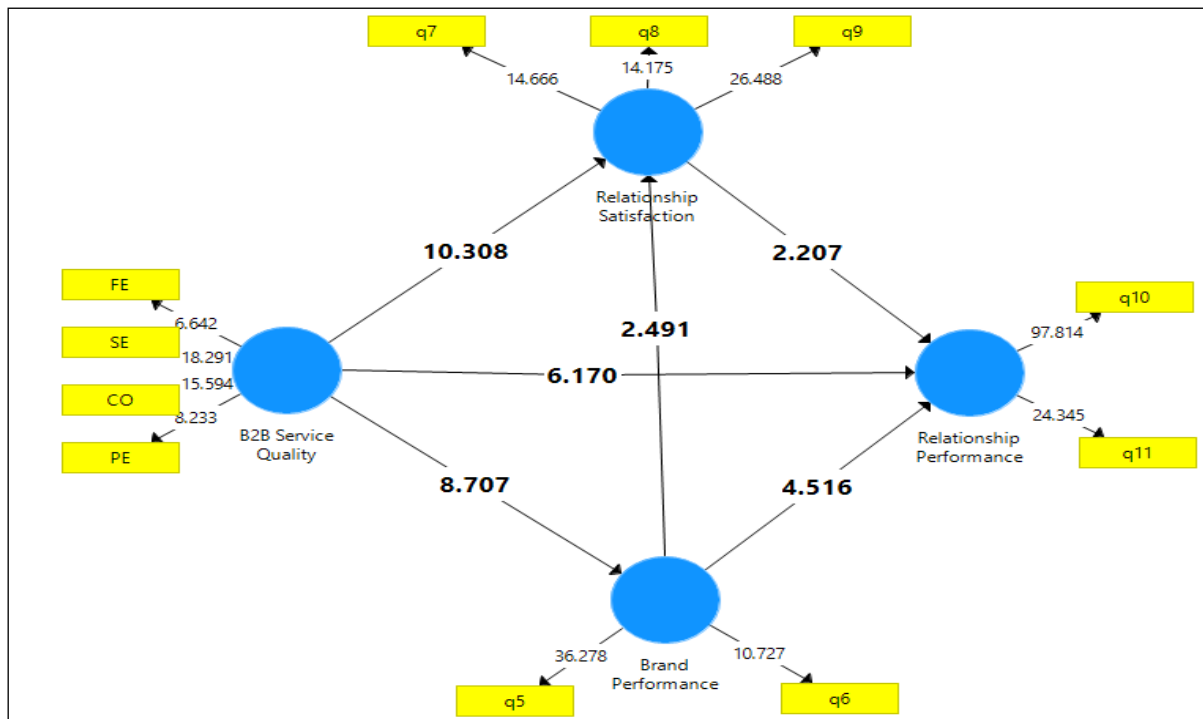 q7
q8
q9
14.666
14.175
26.488
Relationship
Satisfaction
10.308
2.207
FE
6.642
SE
18.291
15.594
CO
8.233
PE
B2B Service
Quality
2.491
6.170
q10
97.814
24.345
q11
Relationship
Performance
8.707
4.516
36.278
10.727
Brand
Performance
q5
q6